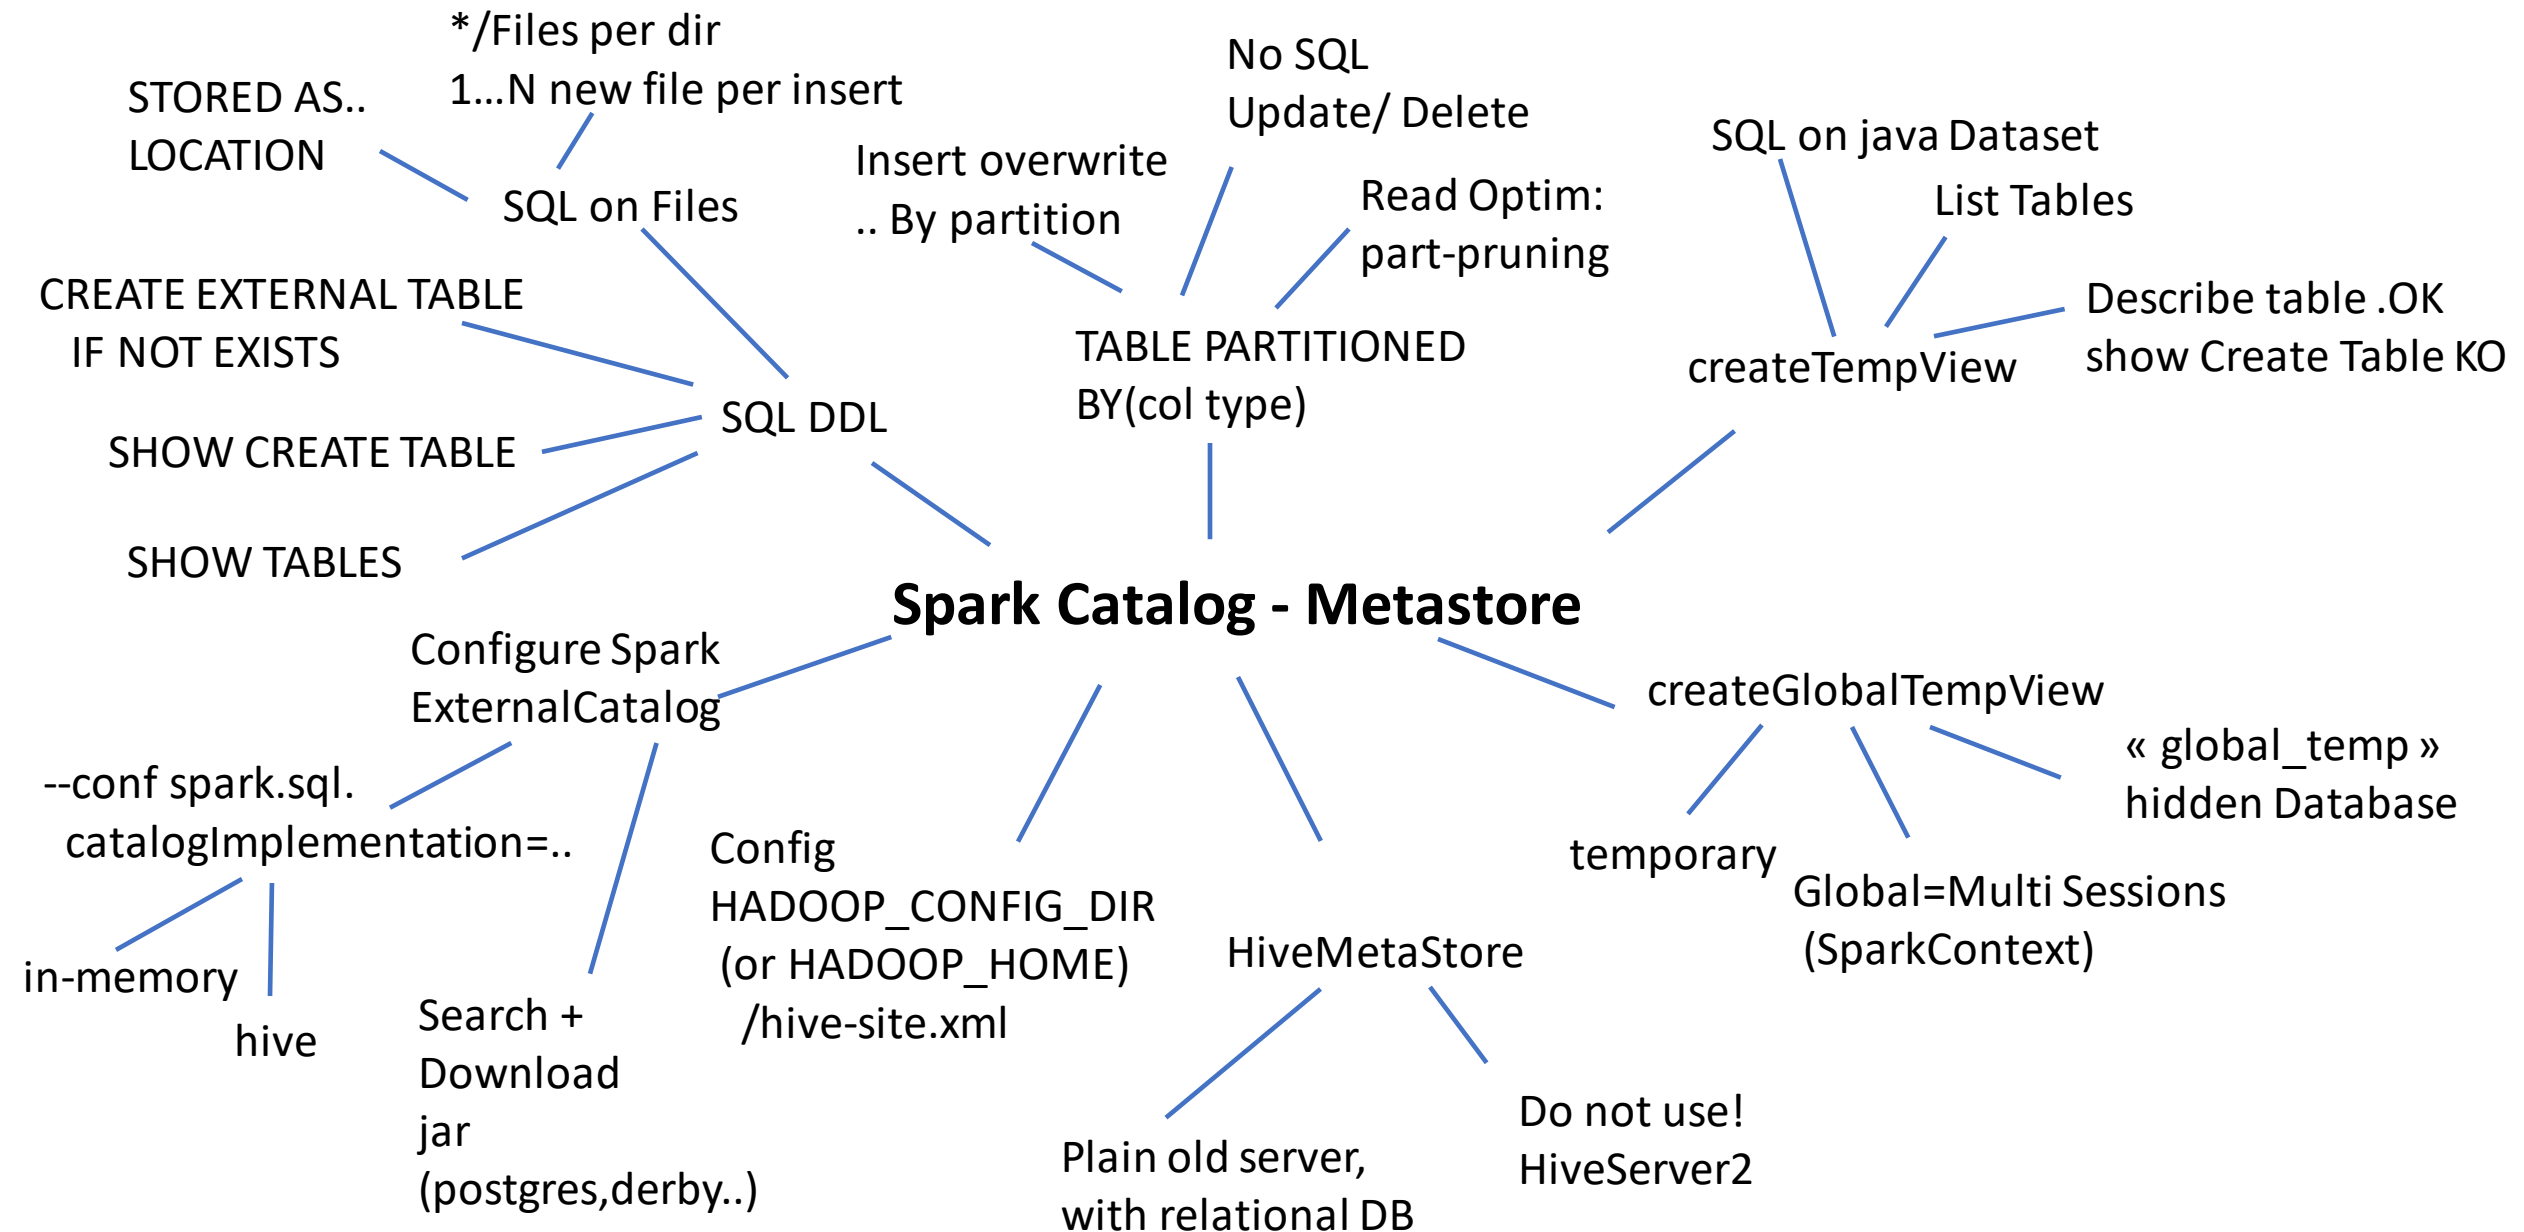 */Files per dir
1...N new file per insert
STORED AS..
LOCATION
SQL on Files
CREATE EXTERNAL TABLE
IF NOT EXISTS
SHOW CREATE TABLE
SHOW TABLES
SQL DDL
Insert overwrite
.. By partition
No SQL
Update/ Delete
Read Optim:
part-pruning
TABLE PARTITIONED
BY(col type)
SQL on java Dataset
List Tables
Describe table .OK
show Create Table KO
createTempView
Spark Catalog - Metastore
Configure Spark
ExternalCatalog
--conf spark.sql.
catalogImplementation=..
in-memory
hive
Search +
Download
jar
(postgres,derby..)
Config
HADOOP_CONFIG_DIR
(or HADOOP_HOME)
/hive-site.xml
HiveMetaStore
Plain old server,
with relational DB
Do not use!
HiveServer2
createGlobalTempView
temporary
Global=Multi Sessions
(SparkContext)
« global_temp »
hidden Database